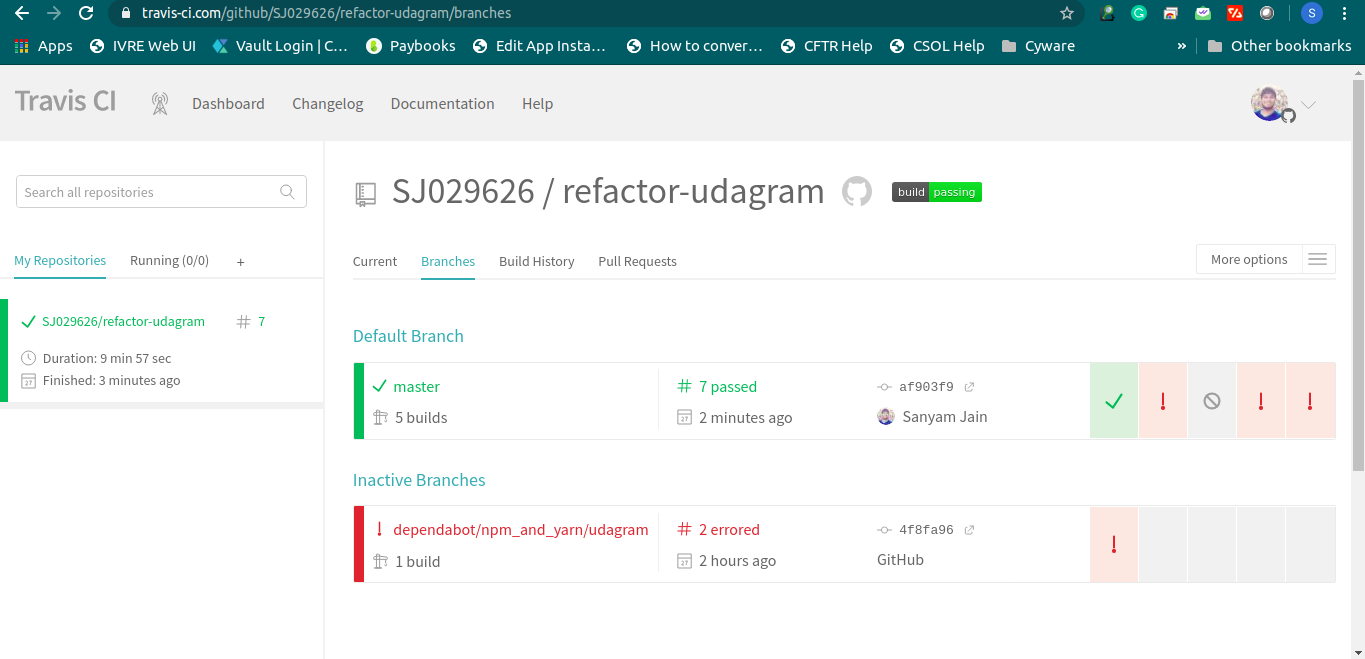 travis-ci.com/github/SJ029626/refactor-udagram/branches
S
Apps IVRE Web UI Vault Login | C... Paybooks Edit App Insta... How to conver... CFTR Help CSOL Help Cyware » Other bookmarks
Travis CI Dashboard Changelog Documentation Help
Search all repositories
My Repositories Running (0/0) +
SJ029626/refactor-udagram # 7
Duration: 9 min 57 sec
27 Finished: 3 minutes ago
SJ029626 / refactor-udagram build passing
Current Branches Build History Pull Requests More options
Default Branch
master # 7 passed af903f9
5 builds 27 2 minutes ago Sanyam Jain
! ! !
Inactive Branches
! dependabot/npm_and_yarn/udagram # 2 errored 4f8fa96
1 build 27 2 hours ago GitHub
!